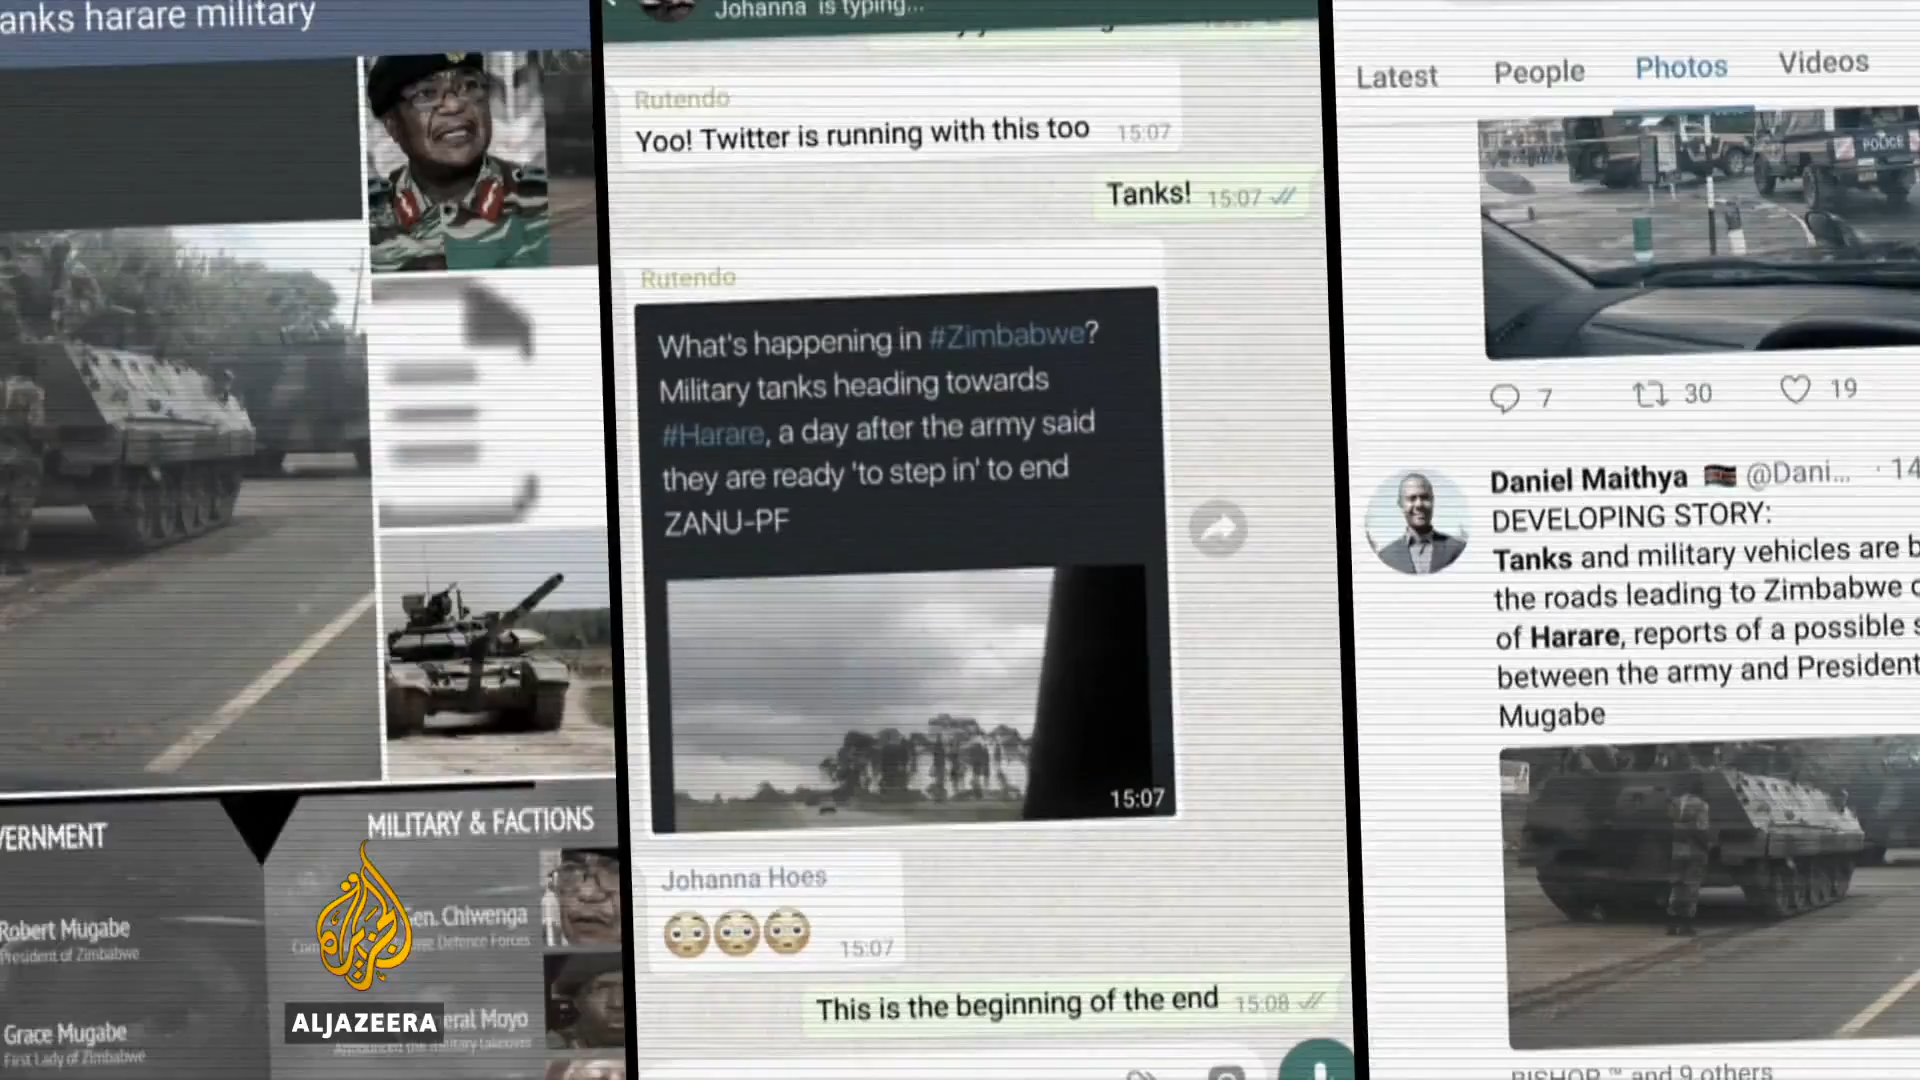 anks harare military
VERNMENT
MILITARY & FACTIONS
Robert Mugabe
President of Zimbabwe
Gen. Chiwenga
Defence Forces
Grace Mugabe
First Lady of Zimbabwe
eral Moyo
Announced the military takeover
ALJAZEERA
Johanna is typing...
Rutendo
Yoo! Twitter is running with this too 15:07
Tanks! 15:07
Rutendo
What's happening in #Zimbabwe?
Military tanks heading towards
#Harare, a day after the army said
they are ready 'to step in' to end
ZANU-PF
15:07
Johanna Hoes
😳😳😳 15:07
This is the beginning of the end 15:08
Latest People Photos Videos
POLICE
7 30 19
Daniel Maithya 🇰🇪 @Dani... · 14
DEVELOPING STORY:
Tanks and military vehicles are b
the roads leading to Zimbabwe c
of Harare, reports of a possible s
between the army and President
Mugabe
BISHOP ™ and 9 others